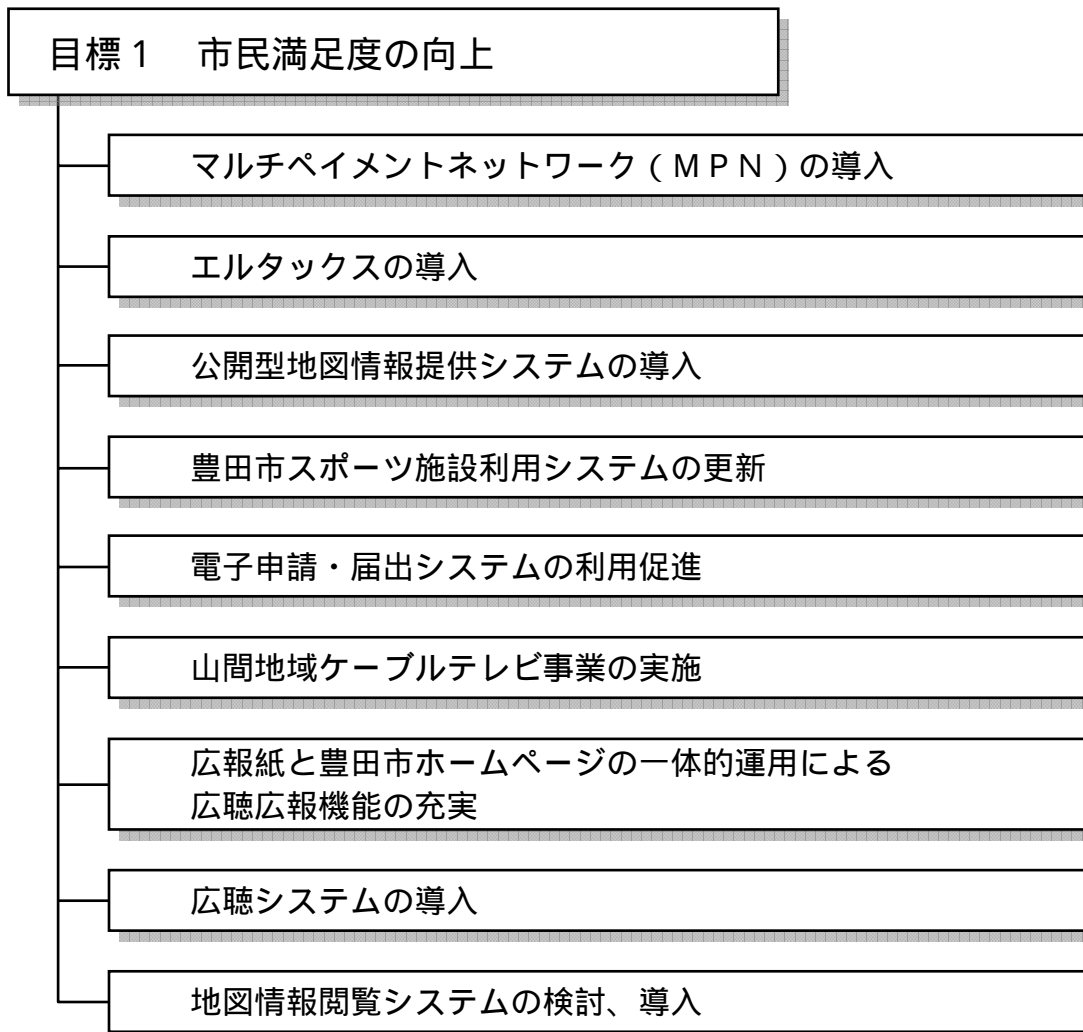 目標1 市民満足度の向上
マルチペイメントネットワーク(MPN)の導入
エルタックスの導入
公開型地図情報提供システムの導入
豊田市スポーツ施設利用システムの更新
電子申請・届出システムの利用促進
山間地域ケーブルテレビ事業の実施
広報紙と豊田市ホームページの一体的運用による
広聴広報機能の充実
広聴システムの導入
地図情報閲覧システムの検討、導入